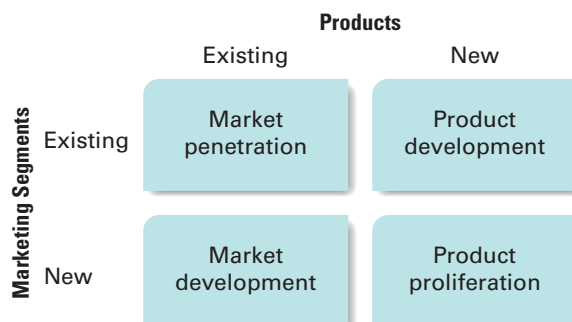 Products
Existing
New
Marketing Segments
Existing
Market
penetration
Product
development
New
Market
development
Product
proliferation